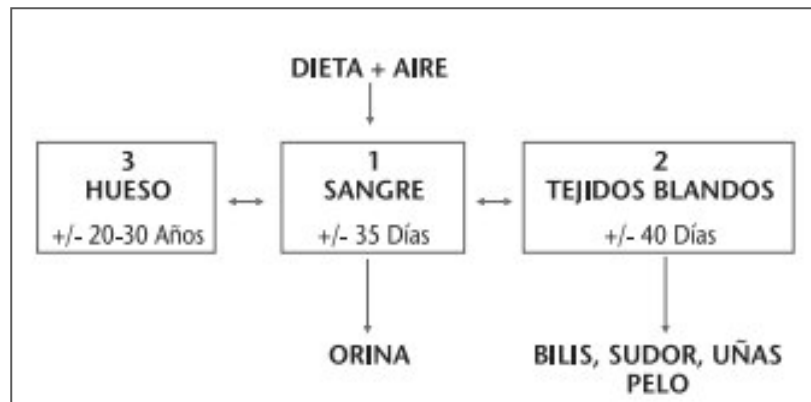 DIETA + AIRE
3
HUESO
+/- 20-30 Años
1
SANGRE
+/- 35 Días
2
TEJIDOS BLANDOS
+/- 40 Días
ORINA
BILIS, SUDOR, UÑAS
PELO